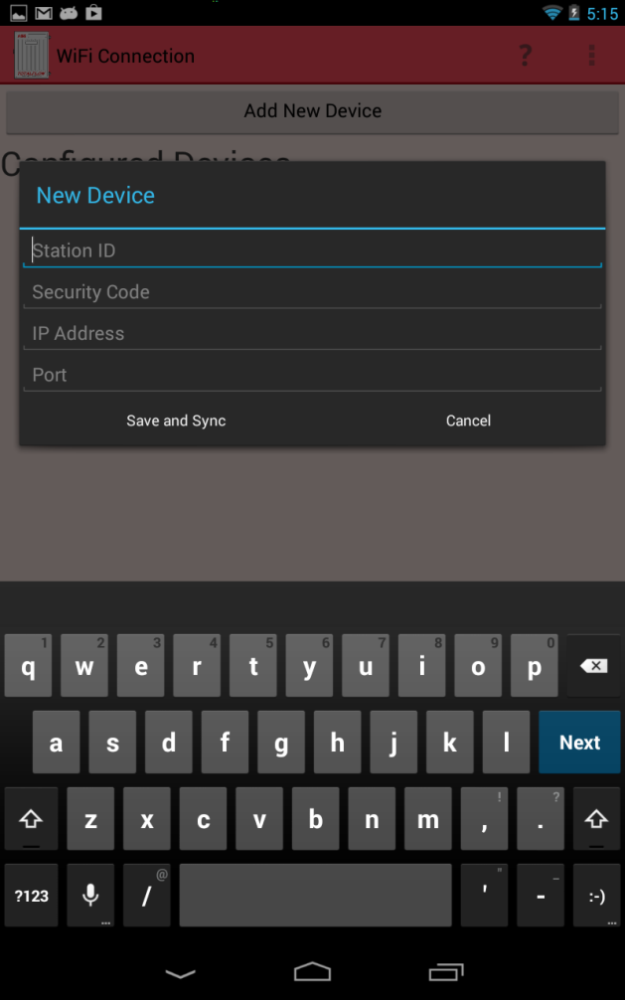 5:15
WiFi Connection ?
Add New Device
Configured Devices
New Device
Station ID
Security Code
IP Address
Port
Save and Sync Cancel
1 2 3 4 5 6 7 8 9 0
q w e r t y u i o p
a s d f g h j k l Next
! ?
z x c v b n m , .
@ " _
?123 / ' - :-)
... ...